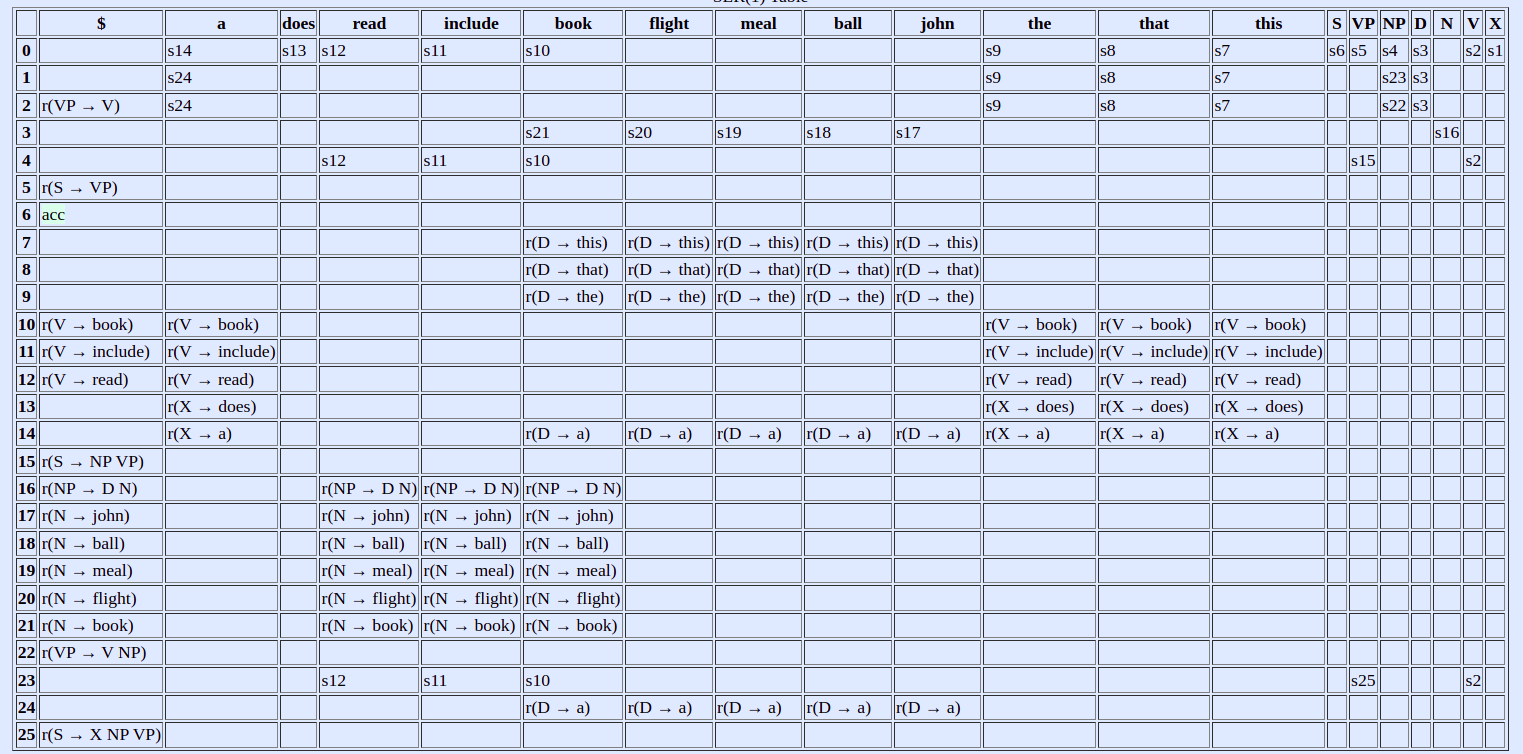 $ a does read include book flight meal ball john the that this S VP NP D N V X
0 s14 s13 s12 s11 s10 s9 s8 s7 s6 s5 s4 s3 s2 s1
1 s24 s9 s8 s7 s23 s3
2 r(VP → V) s24 s9 s8 s7 s22 s3
3 s21 s20 s19 s18 s17 s16
4 s12 s11 s10 s15 s2
5 r(S → VP)
6 acc
7 r(D → this) r(D → this) r(D → this) r(D → this) r(D → this)
8 r(D → that) r(D → that) r(D → that) r(D → that) r(D → that)
9 r(D → the) r(D → the) r(D → the) r(D → the) r(D → the)
10 r(V → book) r(V → book) r(V → book) r(V → book) r(V → book)
11 r(V → include) r(V → include) r(V → include) r(V → include) r(V → include)
12 r(V → read) r(V → read) r(V → read) r(V → read) r(V → read)
13 r(X → does) r(X → does) r(X → does) r(X → does)
14 r(X → a) r(D → a) r(D → a) r(D → a) r(D → a) r(D → a) r(X → a) r(X → a) r(X → a)
15 r(S → NP VP)
16 r(NP → D N) r(NP → D N) r(NP → D N) r(NP → D N)
17 r(N → john) r(N → john) r(N → john) r(N → john)
18 r(N → ball) r(N → ball) r(N → ball) r(N → ball)
19 r(N → meal) r(N → meal) r(N → meal) r(N → meal)
20 r(N → flight) r(N → flight) r(N → flight) r(N → flight)
21 r(N → book) r(N → book) r(N → book) r(N → book)
22 r(VP → V NP)
23 s12 s11 s10 s25 s2
24 r(D → a) r(D → a) r(D → a) r(D → a) r(D → a)
25 r(S → X NP VP)